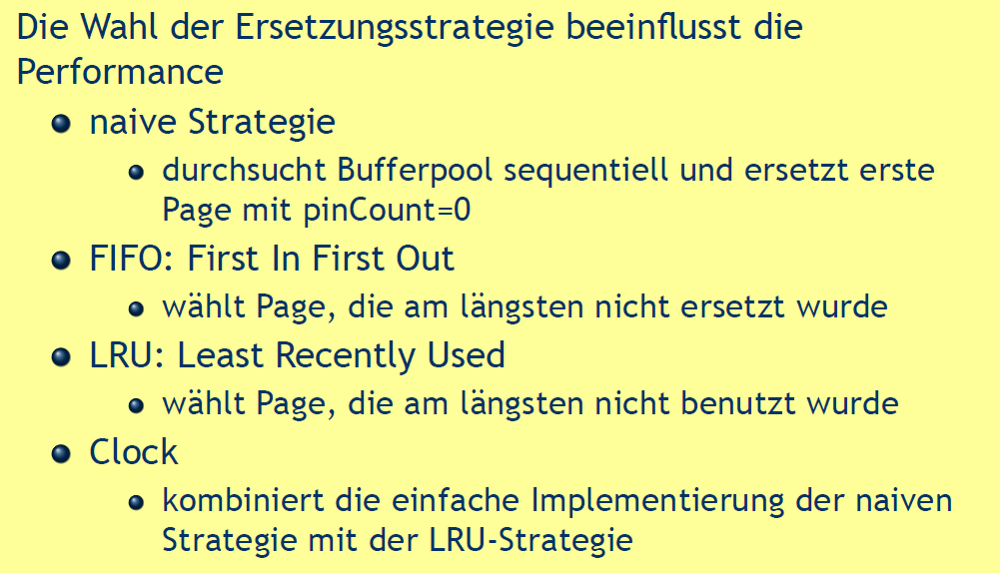 Die Wahl der Ersetzungsstrategie beeinflusst die
Performance
naive Strategie
durchsucht Bufferpool sequentiell und ersetzt erste
Page mit pinCount=0
FIFO: First In First Out
wählt Page, die am längsten nicht ersetzt wurde
LRU: Least Recently Used
wählt Page, die am längsten nicht benutzt wurde
Clock
kombiniert die einfache Implementierung der naiven
Strategie mit der LRU-Strategie